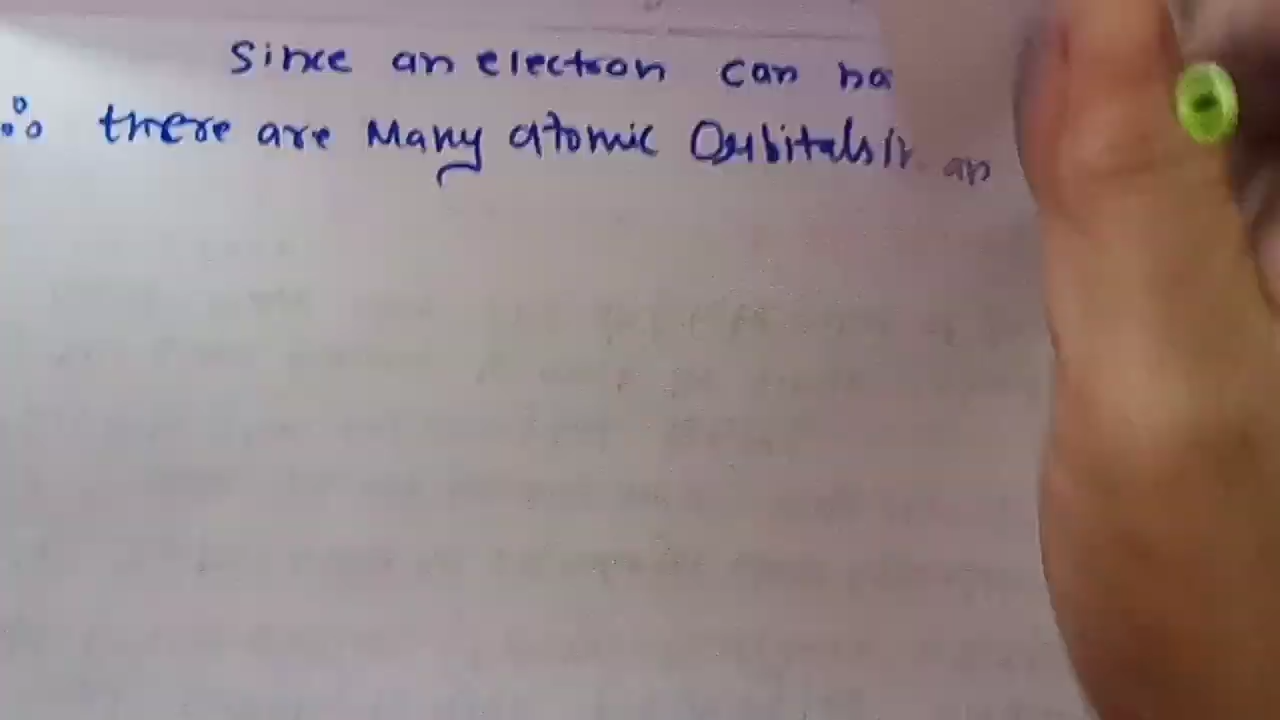 Since an electron can ha
∴ there are Many atomic Orbitals in an